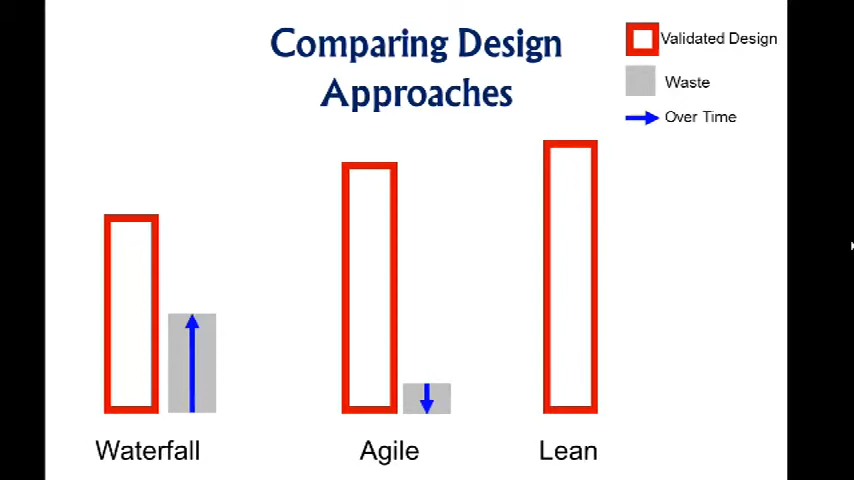 Comparing Design
Approaches
Validated Design
Waste
Over Time
Waterfall
Agile
Lean